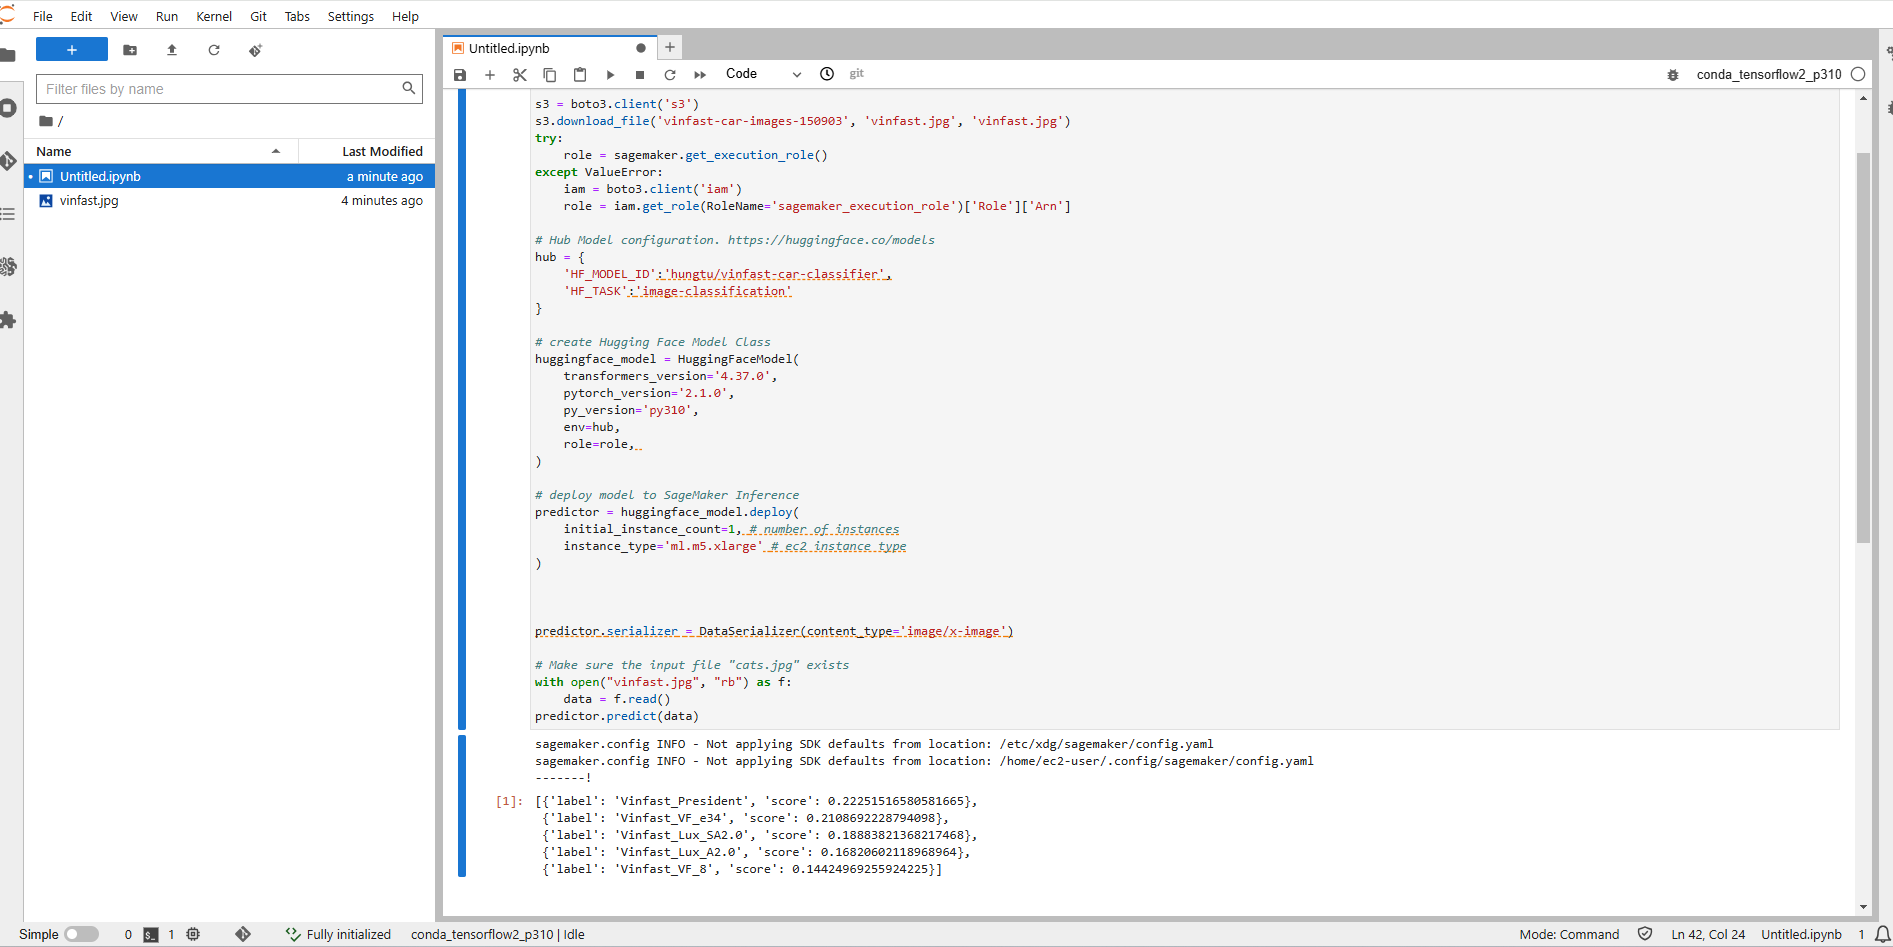 File Edit View Run Kernel Git Tabs Settings Help
+
Filter files by name
/
Name Last Modified
Untitled.ipynb a minute ago
vinfast.jpg 4 minutes ago
Untitled.ipynb
+
Code git conda_tensorflow2_p310
s3 = boto3.client('s3')
s3.download_file('vinfast-car-images-150903', 'vinfast.jpg', 'vinfast.jpg')
try:
    role = sagemaker.get_execution_role()
except ValueError:
    iam = boto3.client('iam')
    role = iam.get_role(RoleName='sagemaker_execution_role')['Role']['Arn']
# Hub Model configuration. https://huggingface.co/models
hub = {
    'HF_MODEL_ID':'hungtu/vinfast-car-classifier',
    'HF_TASK':'image-classification'
}
# create Hugging Face Model Class
huggingface_model = HuggingFaceModel(
    transformers_version='4.37.0',
    pytorch_version='2.1.0',
    py_version='py310',
    env=hub,
    role=role,
)
# deploy model to SageMaker Inference
predictor = huggingface_model.deploy(
    initial_instance_count=1, # number of instances
    instance_type='ml.m5.xlarge' # ec2 instance type
)
predictor.serializer = DataSerializer(content_type='image/x-image')
# Make sure the input file "cats.jpg" exists
with open("vinfast.jpg", "rb") as f:
    data = f.read()
predictor.predict(data)
sagemaker.config INFO - Not applying SDK defaults from location: /etc/xdg/sagemaker/config.yaml
sagemaker.config INFO - Not applying SDK defaults from location: /home/ec2-user/.config/sagemaker/config.yaml
-------!
[1]: [{'label': 'Vinfast_President', 'score': 0.22251516580581665},
{'label': 'Vinfast_VF_e34', 'score': 0.2108692228794098},
{'label': 'Vinfast_Lux_SA2.0', 'score': 0.18883821368217468},
{'label': 'Vinfast_Lux_A2.0', 'score': 0.16820602118968964},
{'label': 'Vinfast_VF_8', 'score': 0.14424969255924225}]
Simple 0 1 Fully initialized conda_tensorflow2_p310 | Idle Mode: Command Ln 42, Col 24 Untitled.ipynb 1